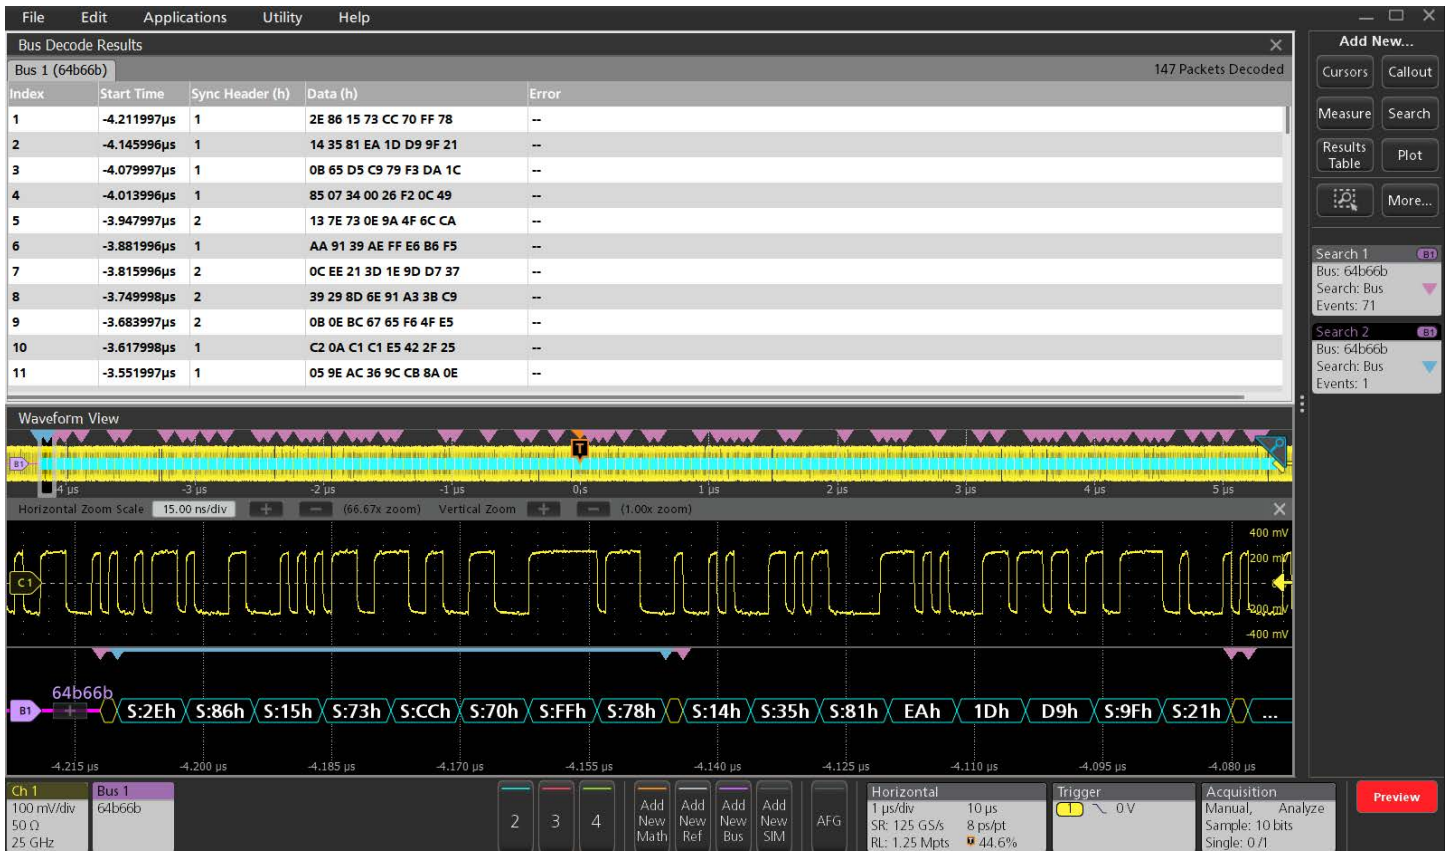 File Edit Applications Utility Help
Bus Decode Results
Bus 1 (64b66b) 147 Packets Decoded
Index Start Time Sync Header (h) Data (h) Error
1 -4.211997µs 1 2E 86 15 73 CC 70 FF 78 --
2 -4.145996µs 1 14 35 81 EA 1D D9 9F 21 --
3 -4.079997µs 1 0B 65 D5 C9 79 F3 DA 1C --
4 -4.013996µs 1 85 07 34 00 26 F2 0C 49 --
5 -3.947997µs 2 13 7E 73 0E 9A 4F 6C CA --
6 -3.881996µs 1 AA 91 39 AE FF E6 B6 F5 --
7 -3.815996µs 2 0C EE 21 3D 1E 9D D7 37 --
8 -3.749998µs 2 39 29 8D 6E 91 A3 3B C9 --
9 -3.683997µs 2 0B 0E BC 67 65 F6 4F E5 --
10 -3.617998µs 1 C2 0A C1 C1 E5 42 2F 25 --
11 -3.551997µs 1 05 9E AC 36 9C CB 8A 0E --
Add New...
Cursors Callout
Measure Search
Results Table Plot
More...
Search 1 B1
Bus: 64b66b
Search: Bus
Events: 71
Search 2 B1
Bus: 64b66b
Search: Bus
Events: 1
Waveform View
T
B1
-4 µs -3 µs -2 µs -1 µs 0 s 1 µs 2 µs 3 µs 4 µs 5 µs
Horizontal Zoom Scale 15.00 ns/div + — (66.67x zoom) Vertical Zoom + — (1.00x zoom)
400 mV
200 mV
C1
-200 mV
-400 mV
64b66b
B1 + S:2Eh S:86h S:15h S:73h S:CCh S:70h S:FFh S:78h S:14h S:35h S:81h EAh 1Dh D9h S:9Fh S:21h ...
-4.215 µs -4.200 µs -4.185 µs -4.170 µs -4.155 µs -4.140 µs -4.125 µs -4.110 µs -4.095 µs -4.080 µs
Ch 1
100 mV/div
50 Ω
25 GHz
Bus 1
64b66b
2 3 4
Add New Math
Add New Ref
Add New Bus
Add New SIM
AFG
Horizontal
1 µs/div 10 µs
SR: 125 GS/s 8 ps/pt
RL: 1.25 Mpts T 44.6%
Trigger
1 0 V
Acquisition
Manual, Analyze
Sample: 10 bits
Single: 0 /1
Preview